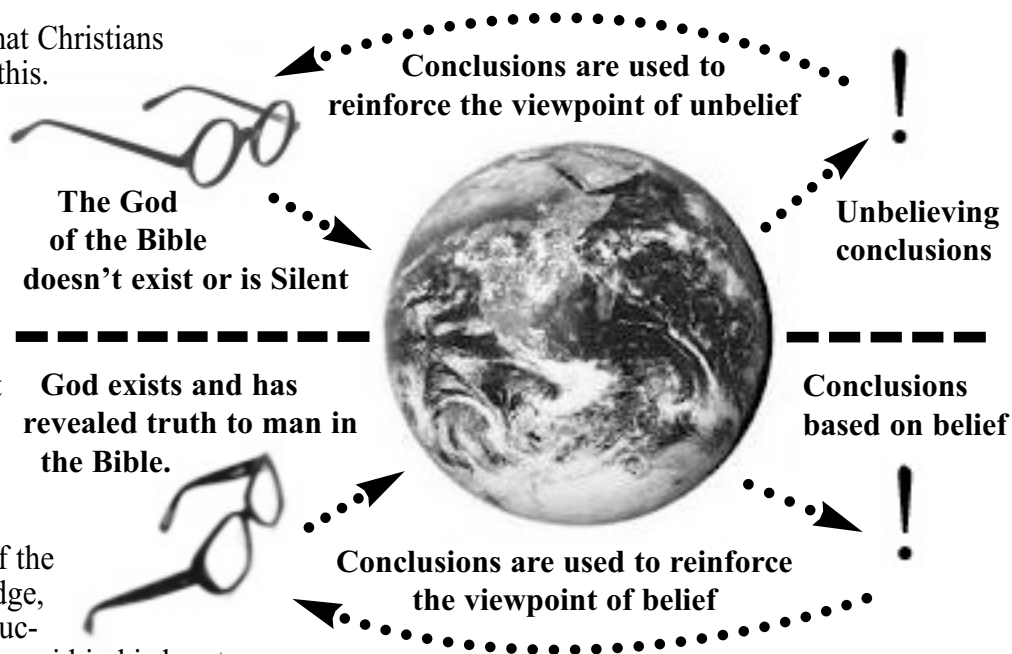 hat Christians
this.
Conclusions are used to
reinforce the viewpoint of unbelief
!
The God
of the Bible
doesn’t exist or is Silent
Unbelieving
conclusions
God exists and has
revealed truth to man in
the Bible.
Conclusions
based on belief
!
f the
dge,
uc-
Conclusions are used to reinforce
the viewpoint of belief